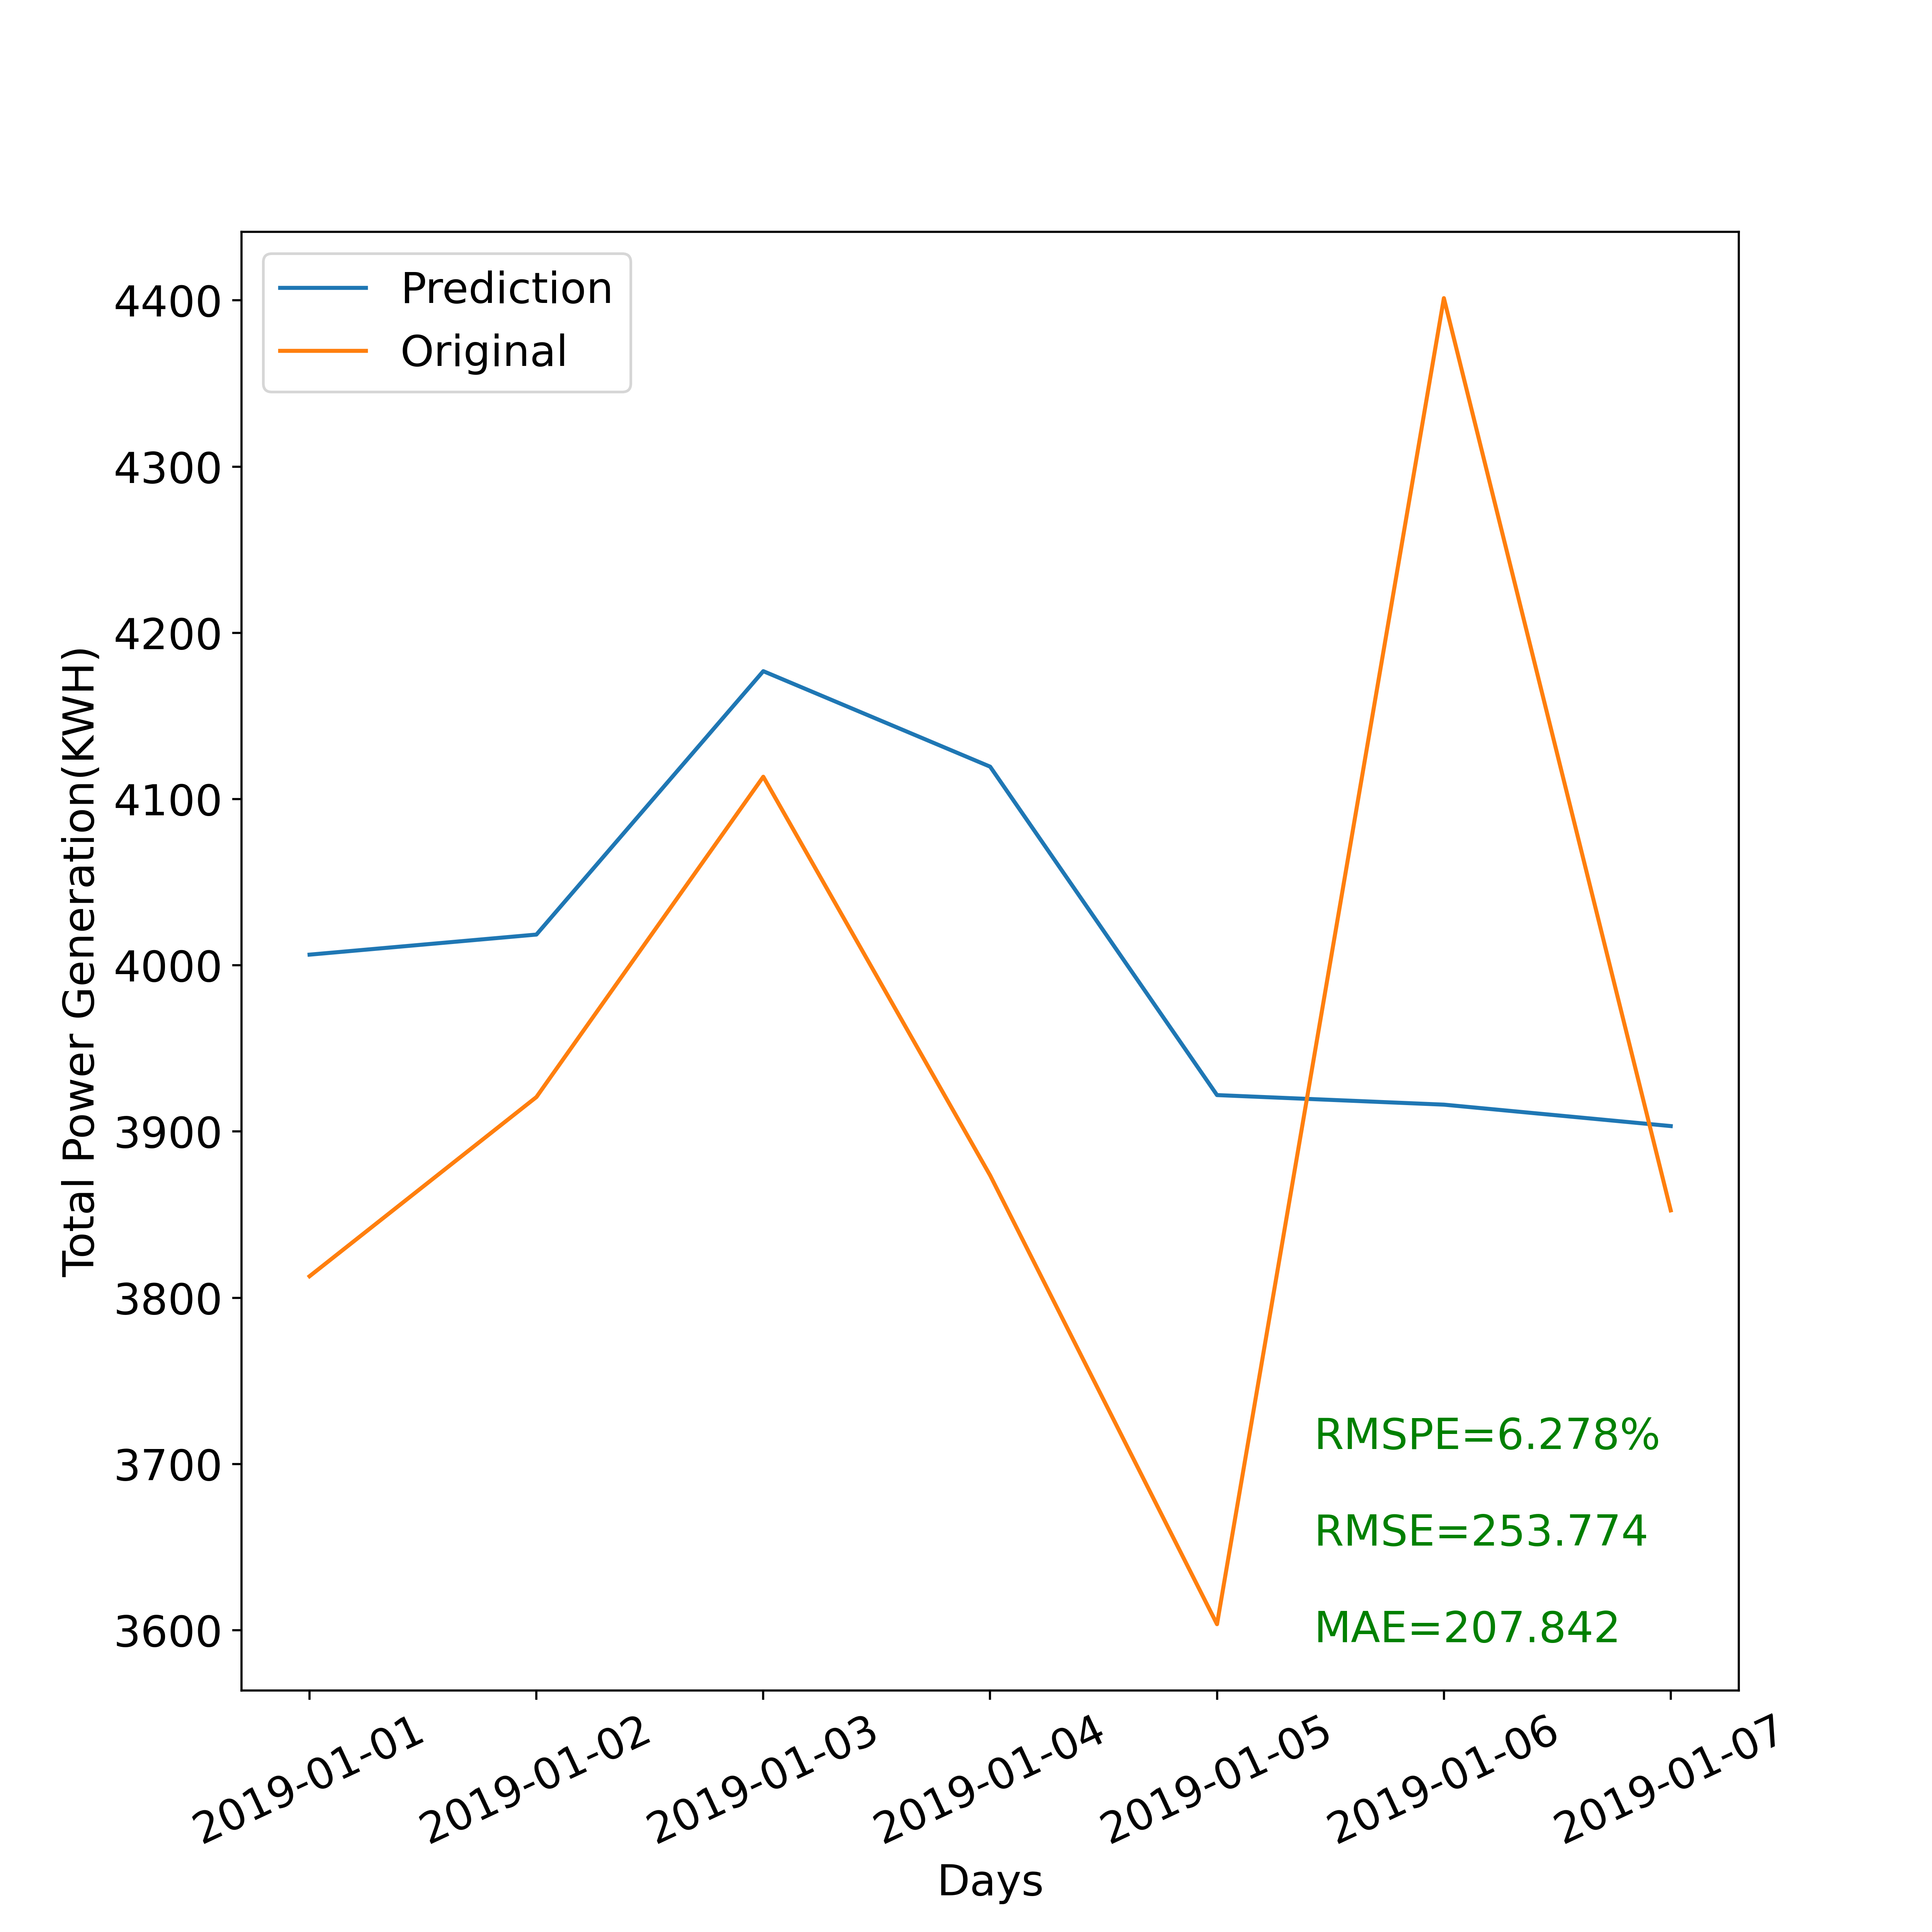 Prediction
Original
4400
4300
4200
4100
4000
3900
3800
3700
3600
Total Power Generation(KWH)
RMSPE=6.278%
RMSE=253.774
MAE=207.842
2019-01-01
2019-01-02
2019-01-03
2019-01-04
2019-01-05
2019-01-06
2019-01-07
Days